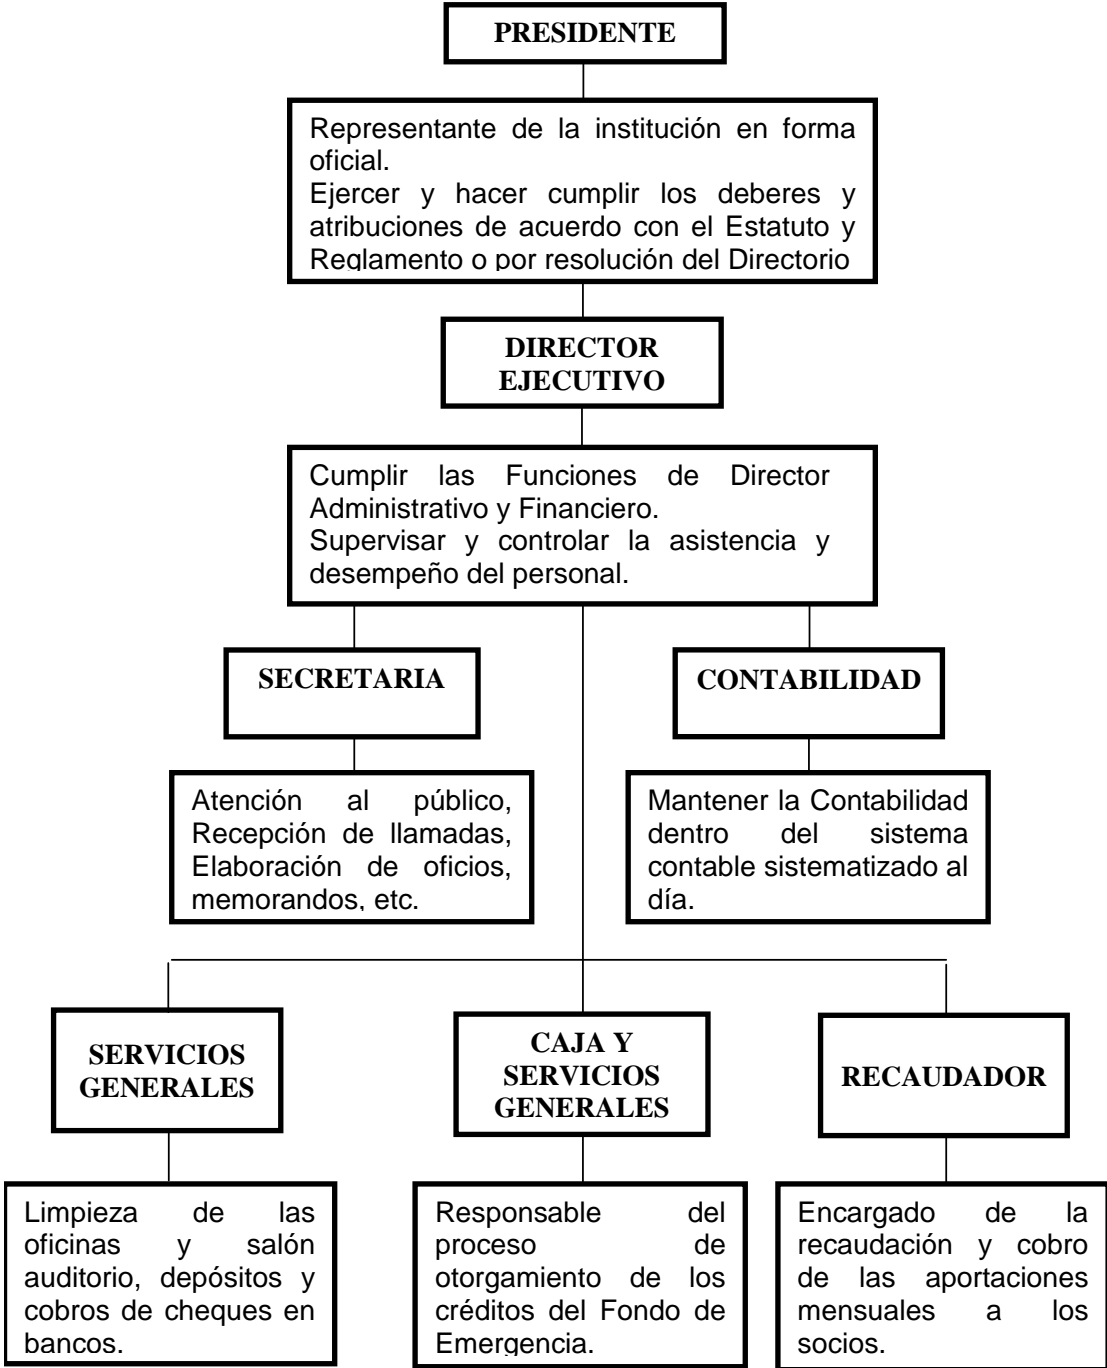 PRESIDENTE
Representante de la institución en forma
oficial.
Ejercer y hacer cumplir los deberes y
atribuciones de acuerdo con el Estatuto y
Reglamento o por resolución del Directorio
DIRECTOR
EJECUTIVO
Cumplir las Funciones de Director
Administrativo y Financiero.
Supervisar y controlar la asistencia y
desempeño del personal.
SECRETARIA
CONTABILIDAD
Atención al público,
Recepción de llamadas,
Elaboración de oficios,
memorandos, etc.
Mantener la Contabilidad
dentro del sistema
contable sistematizado al
día.
SERVICIOS
GENERALES
CAJA Y
SERVICIOS
GENERALES
RECAUDADOR
Limpieza de las
oficinas y salón
auditorio, depósitos y
cobros de cheques en
bancos.
Responsable del
proceso de
otorgamiento de los
créditos del Fondo de
Emergencia.
Encargado de la
recaudación y cobro
de las aportaciones
mensuales a los
socios.